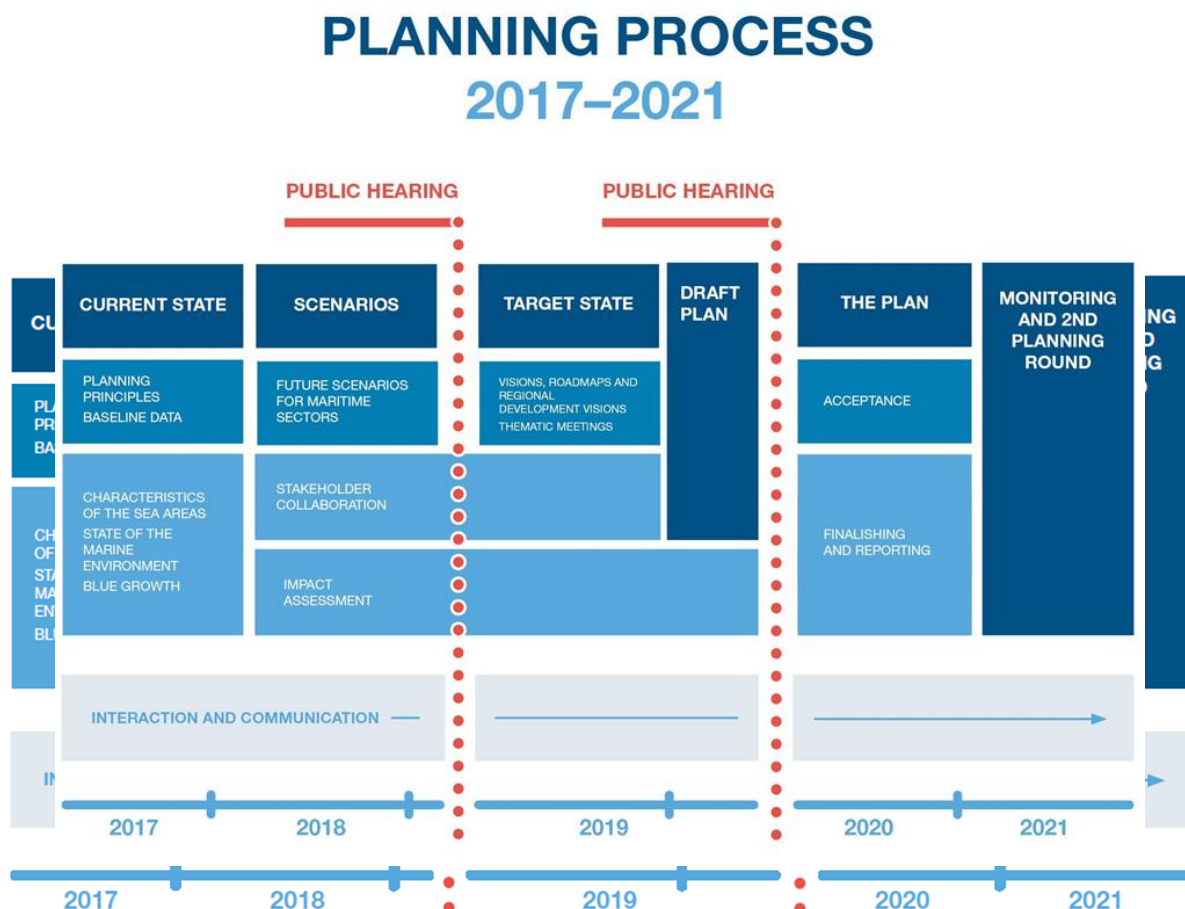 PLANNING PROCESS
2017–2021
PUBLIC HEARING
PUBLIC HEARING
CURRENT STATE
SCENARIOS
TARGET STATE
DRAFT
PLAN
THE PLAN
MONITORING
AND 2ND
PLANNING
ROUND
PLANNING
PRINCIPLES
BASELINE DATA
FUTURE SCENARIOS
FOR MARITIME
SECTORS
VISIONS, ROADMAPS AND
REGIONAL
DEVELOPMENT VISIONS
THEMATIC MEETINGS
ACCEPTANCE
CHARACTERISTICS
OF THE SEA AREAS
STATE OF THE
MARINE
ENVIRONMENT
BLUE GROWTH
STAKEHOLDER
COLLABORATION
IMPACT
ASSESSMENT
FINALISHING
AND REPORTING
INTERACTION AND COMMUNICATION
2017
2018
2019
2020
2021
2017
2018
2019
2020
2021